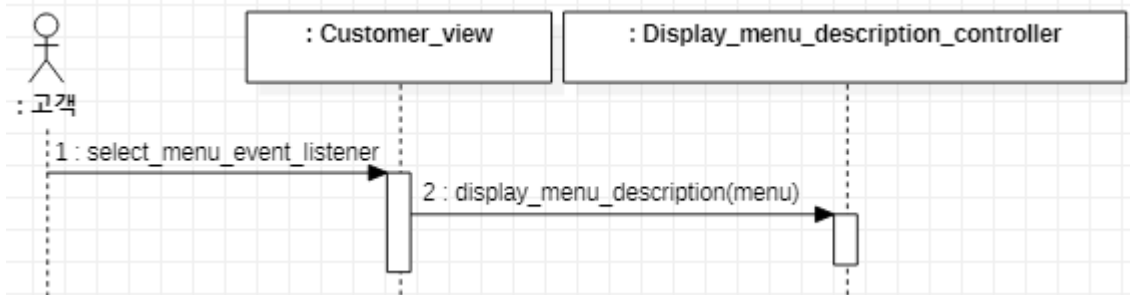 : Customer_view
: Display_menu_description_controller
: 고객
1 : select_menu_event_listener
2 : display_menu_description(menu)